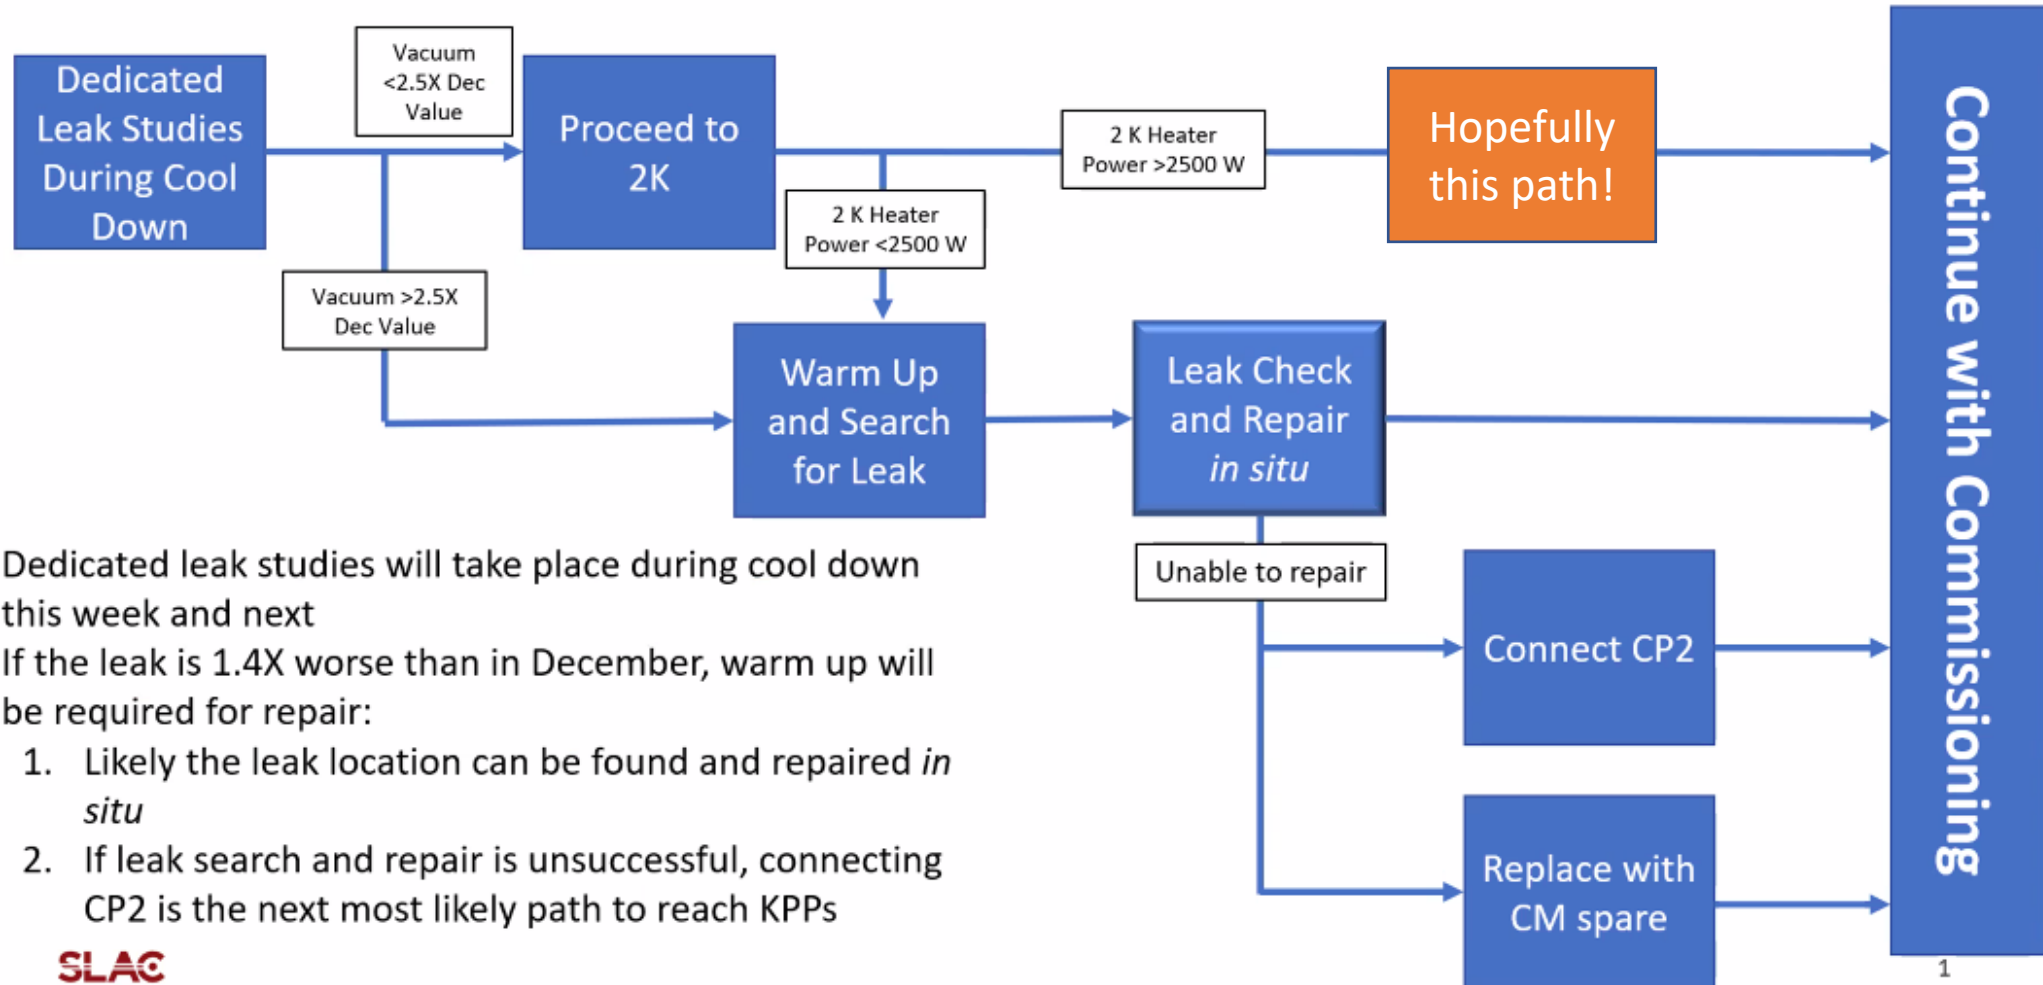 Dedicated
Leak Studies
During Cool
Down
Vacuum
<2.5X Dec
Value
Proceed to
2K
2 K Heater
Power >2500 W
Hopefully
this path!
2 K Heater
Power <2500 W
Vacuum >2.5X
Dec Value
Warm Up
and Search
for Leak
Leak Check
and Repair
in situ
Unable to repair
Connect CP2
Replace with
CM spare
Continue with Commissioning
Dedicated leak studies will take place during cool down
this week and next
If the leak is 1.4X worse than in December, warm up will
be required for repair:
1. Likely the leak location can be found and repaired in
situ
2. If leak search and repair is unsuccessful, connecting
CP2 is the next most likely path to reach KPPs
SLAC
1